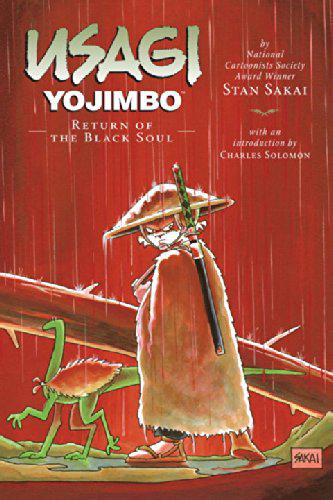 USAGI
YOJIMBO™
RETURN OF
THE BLACK SOUL
by
National
Cartoonists Society
Award Winner
STAN SAKAI
with an
introduction by
CHARLES SOLOMON
SAKAI